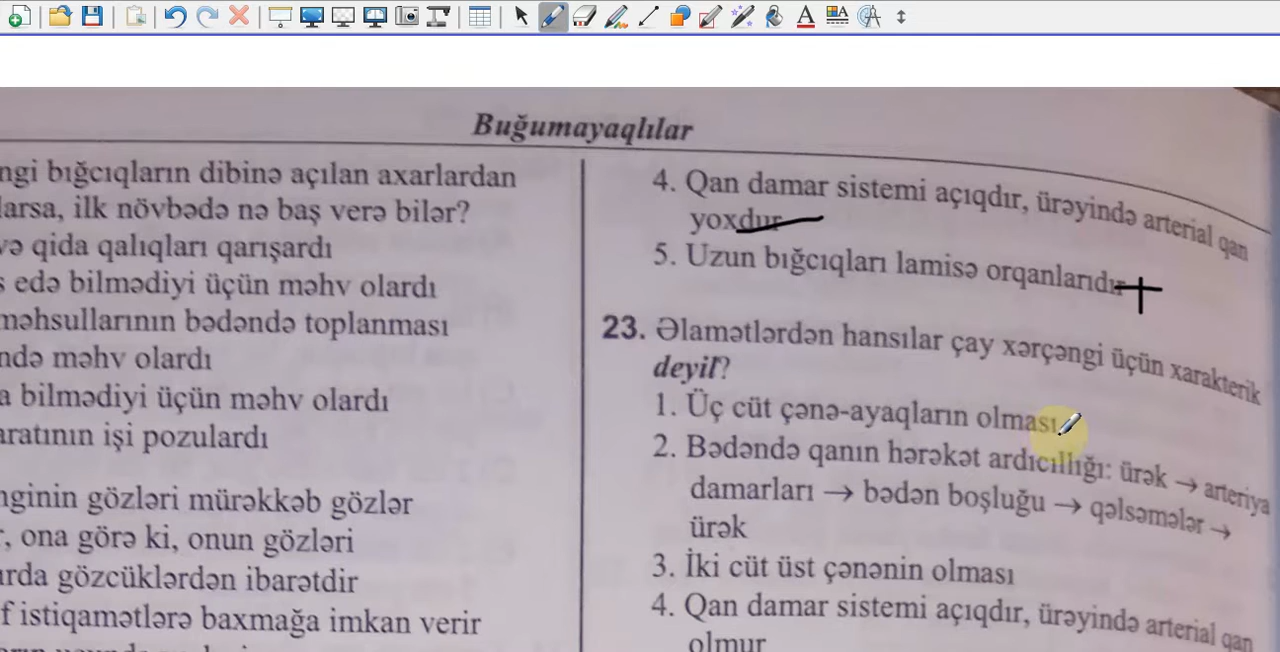 Buğumayaqlılar
ngi bığcıqların dibinə açılan axarlardan
larsa, ilk növbədə nə baş verə bilər?
və qida qalıqları qarışardı
s edə bilmədiyi üçün məhv olardı
məhsullarının bədəndə toplanması
ndə məhv olardı
a bilmədiyi üçün məhv olardı
aratının işi pozulardı
nginin gözləri mürəkkəb gözlər
r, ona görə ki, onun gözləri
arda gözcüklərdən ibarətdir
f istiqamətlərə baxmağa imkan verir
4. Qan damar sistemi açıqdır, ürəyində arterial qan
yoxdur
5. Uzun bığcıqları lamisə orqanlarıdır
23. Əlamətlərdən hansılar çay xərçəngi üçün xarakterik
deyil?
1. Üç cüt çənə-ayaqların olması
2. Bədəndə qanın hərəkət ardıcıllığı: ürək → arteriya
damarları → bədən boşluğu → qəlsəmələr →
ürək
3. İki cüt üst çənənin olması
4. Qan damar sistemi açıqdır, ürəyində arterial qan
olmur